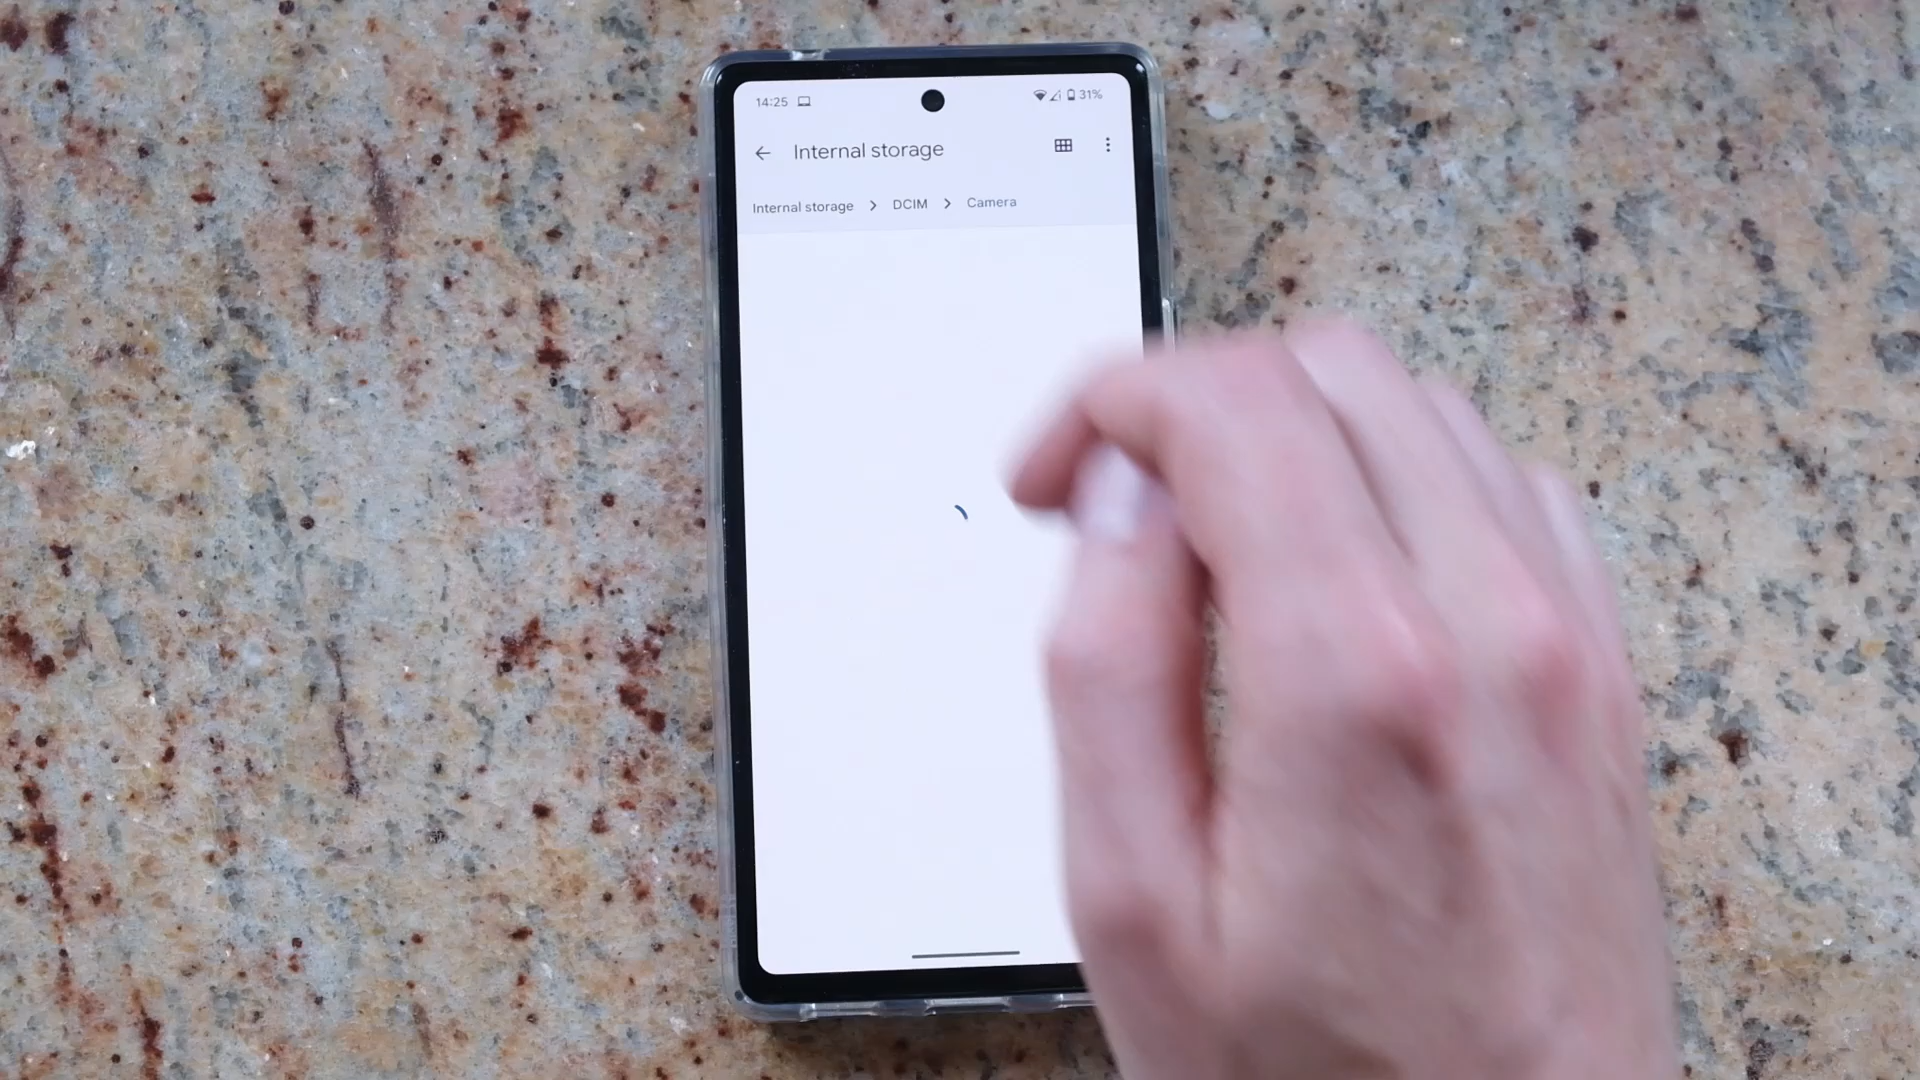 14:25 31%
Internal storage
Internal storage > DCIM > Camera